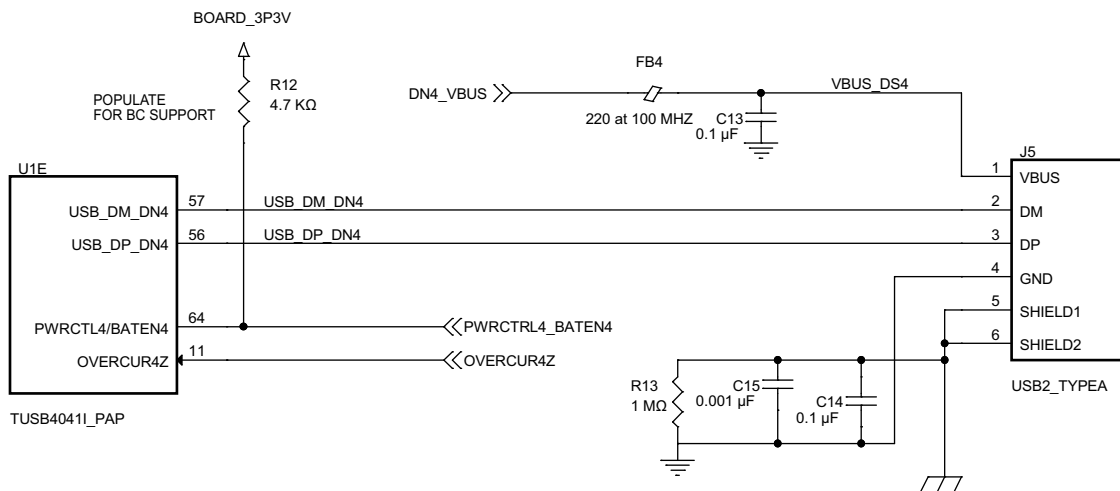 BOARD_3P3V
R12
4.7 KΩ
POPULATE
FOR BC SUPPORT
FB4
DN4_VBUS
220 at 100 MHZ
VBUS_DS4
C13
0.1 µF
U1E
J5
USB_DM_DN4
57
USB_DM_DN4
USB_DP_DN4
56
USB_DP_DN4
PWRCTL4/BATEN4
64
PWRCTRL4_BATEN4
OVERCUR4Z
11
OVERCUR4Z
TUSB4041I_PAP
1
VBUS
2
DM
3
DP
4
GND
5
SHIELD1
6
SHIELD2
USB2_TYPEA
R13
1 MΩ
C15
0.001 µF
C14
0.1 µF